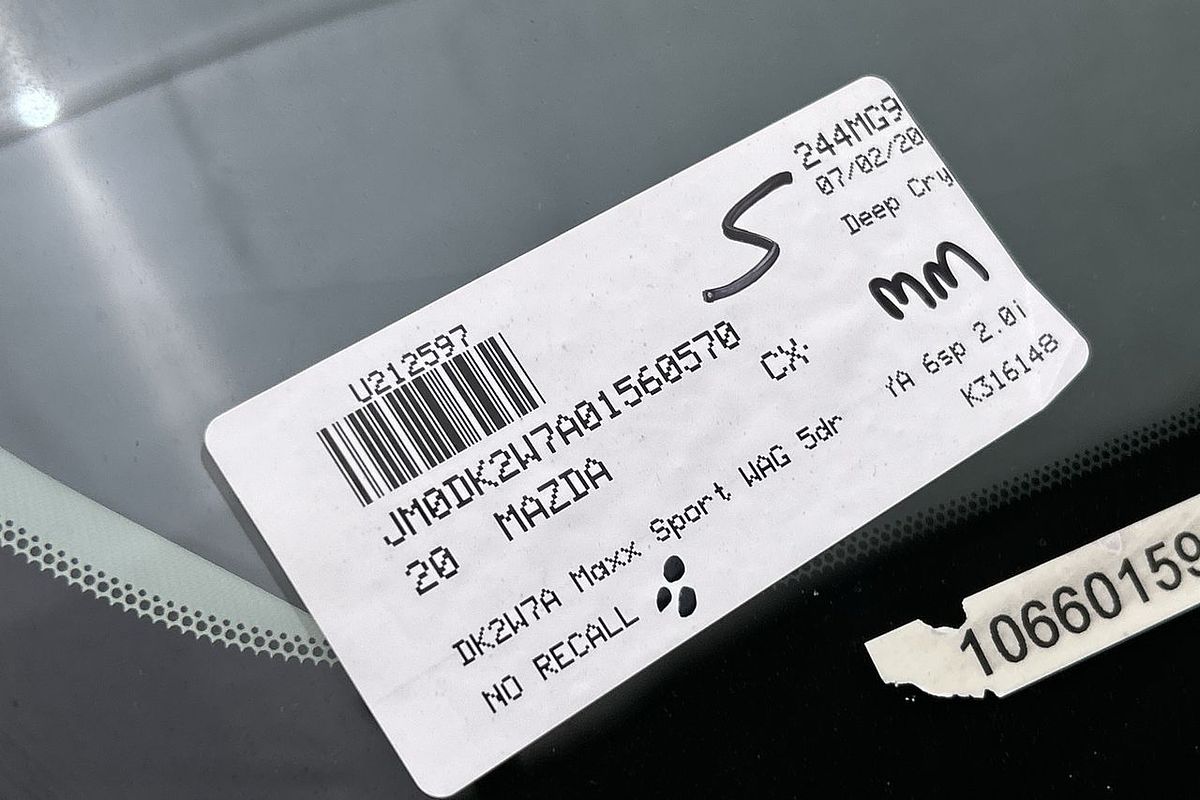 244MG9
07/02/20
Deep Cry
S
MM
U212597
JM0DK2W7A01560570
20 MAZDA CX-
DK2W7A Maxx Sport WAG 5dr YA 6sp 2.0i
NO RECALL K316148
10660159